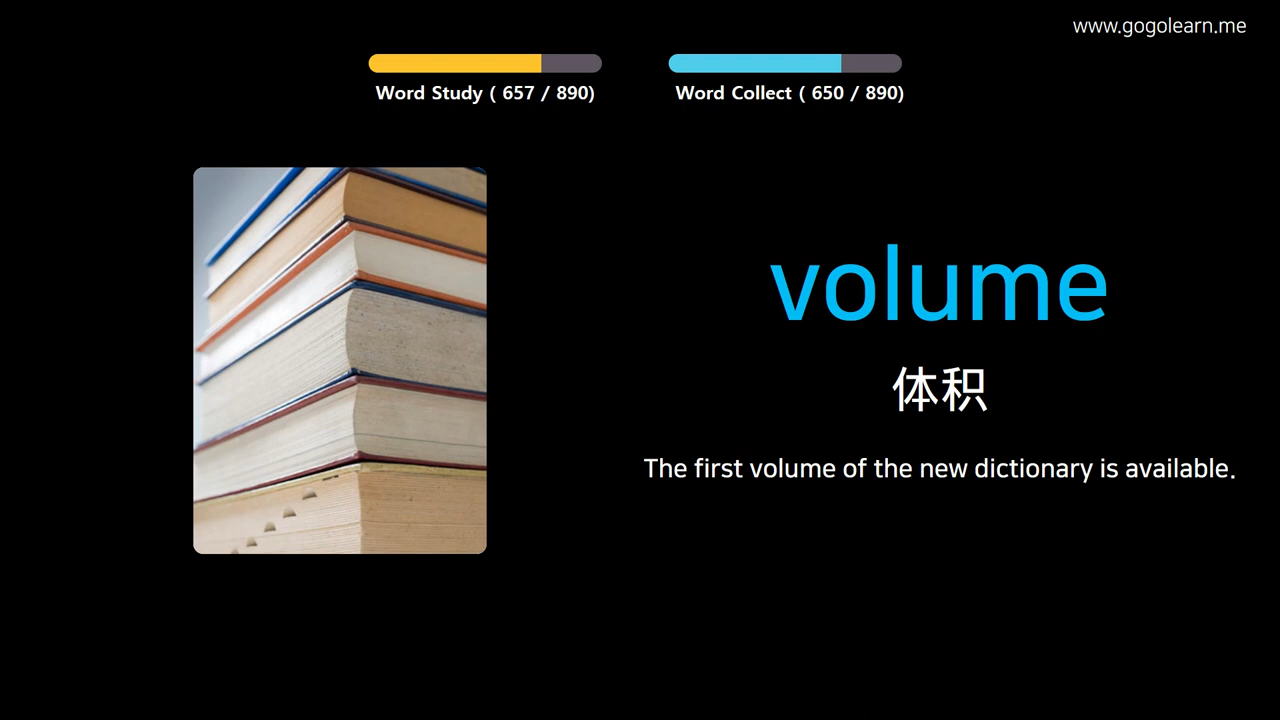 www.gogolearn.me
Word Study ( 657 / 890)
Word Collect ( 650 / 890)
volume
体积
The first volume of the new dictionary is available.